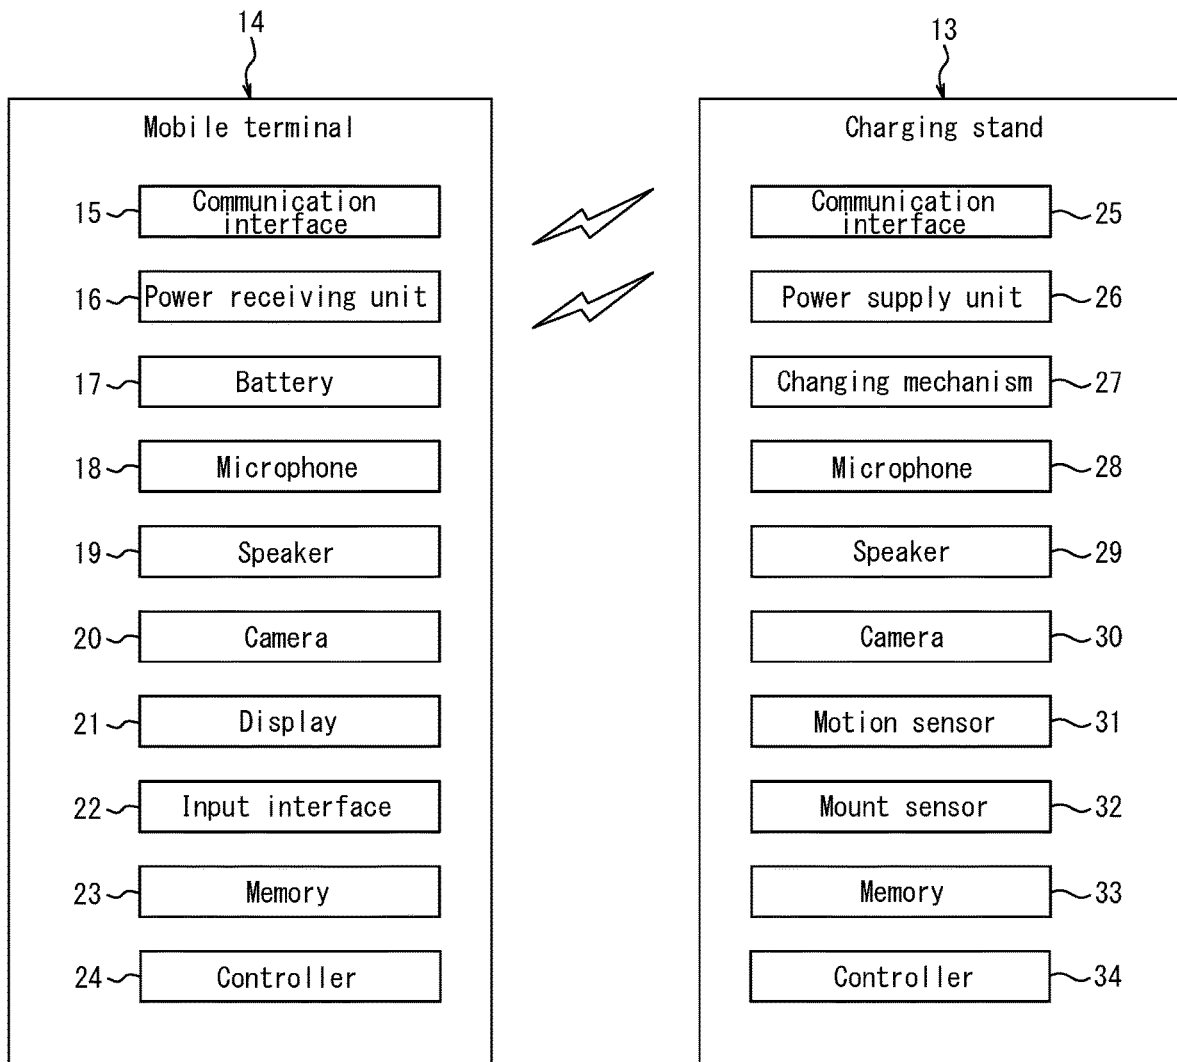 14
Mobile terminal
15 Communication
interface
16 Power receiving unit
17 Battery
18 Microphone
19 Speaker
20 Camera
21 Display
22 Input interface
23 Memory
24 Controller
13
Charging stand
Communication
interface 25
Power supply unit 26
Changing mechanism 27
Microphone 28
Speaker 29
Camera 30
Motion sensor 31
Mount sensor 32
Memory 33
Controller 34